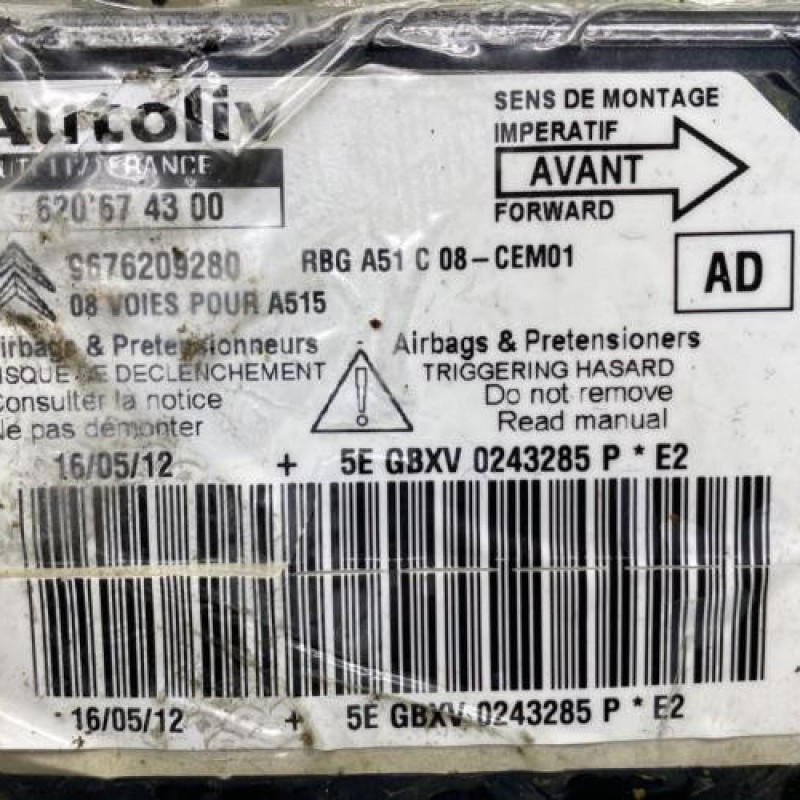 Autoliv
FRANCE
620 67 43 00
SENS DE MONTAGE
IMPERATIF
AVANT
FORWARD
9676209280 RBG A51 C 08-CEM01
08 VOIES POUR A515
AD
Airbags & Pretensionneurs
RISQUE DE DECLENCHEMENT
Consulter la notice
Ne pas démonter
!
Airbags & Pretensioners
TRIGGERING HASARD
Do not remove
Read manual
16/05/12 + 5E GBXV 0243285 P * E2
16/05/12 + 5E GBXV 0243285 P * E2